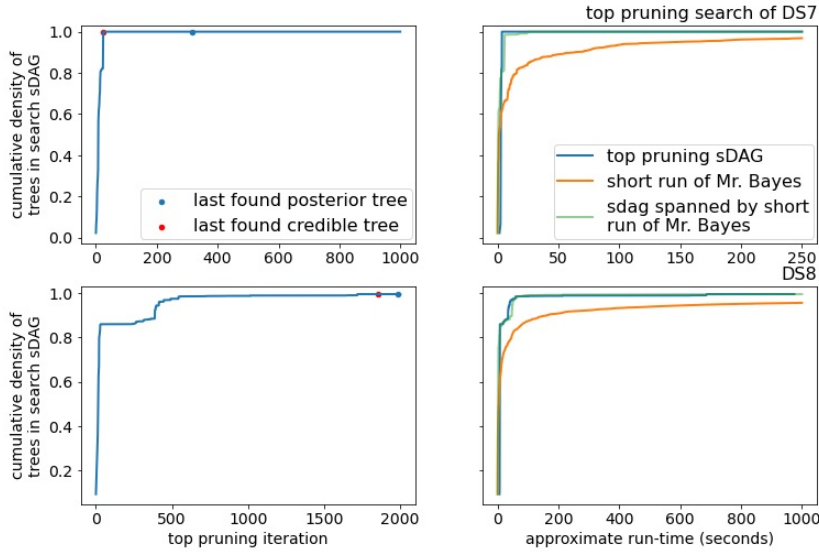 top pruning search of DS7
cumulative density of
trees in search sDAG
1.0
0.8
0.6
0.4
0.2
0.0
last found posterior tree
last found credible tree
0 200 400 600 800 1000
top pruning sDAG
short run of Mr. Bayes
sdag spanned by short
run of Mr. Bayes
0 50 100 150 200 250
DS8
cumulative density of
trees in search sDAG
1.0
0.8
0.6
0.4
0.2
0 500 1000 1500 2000
top pruning iteration
0 200 400 600 800 1000
approximate run-time (seconds)